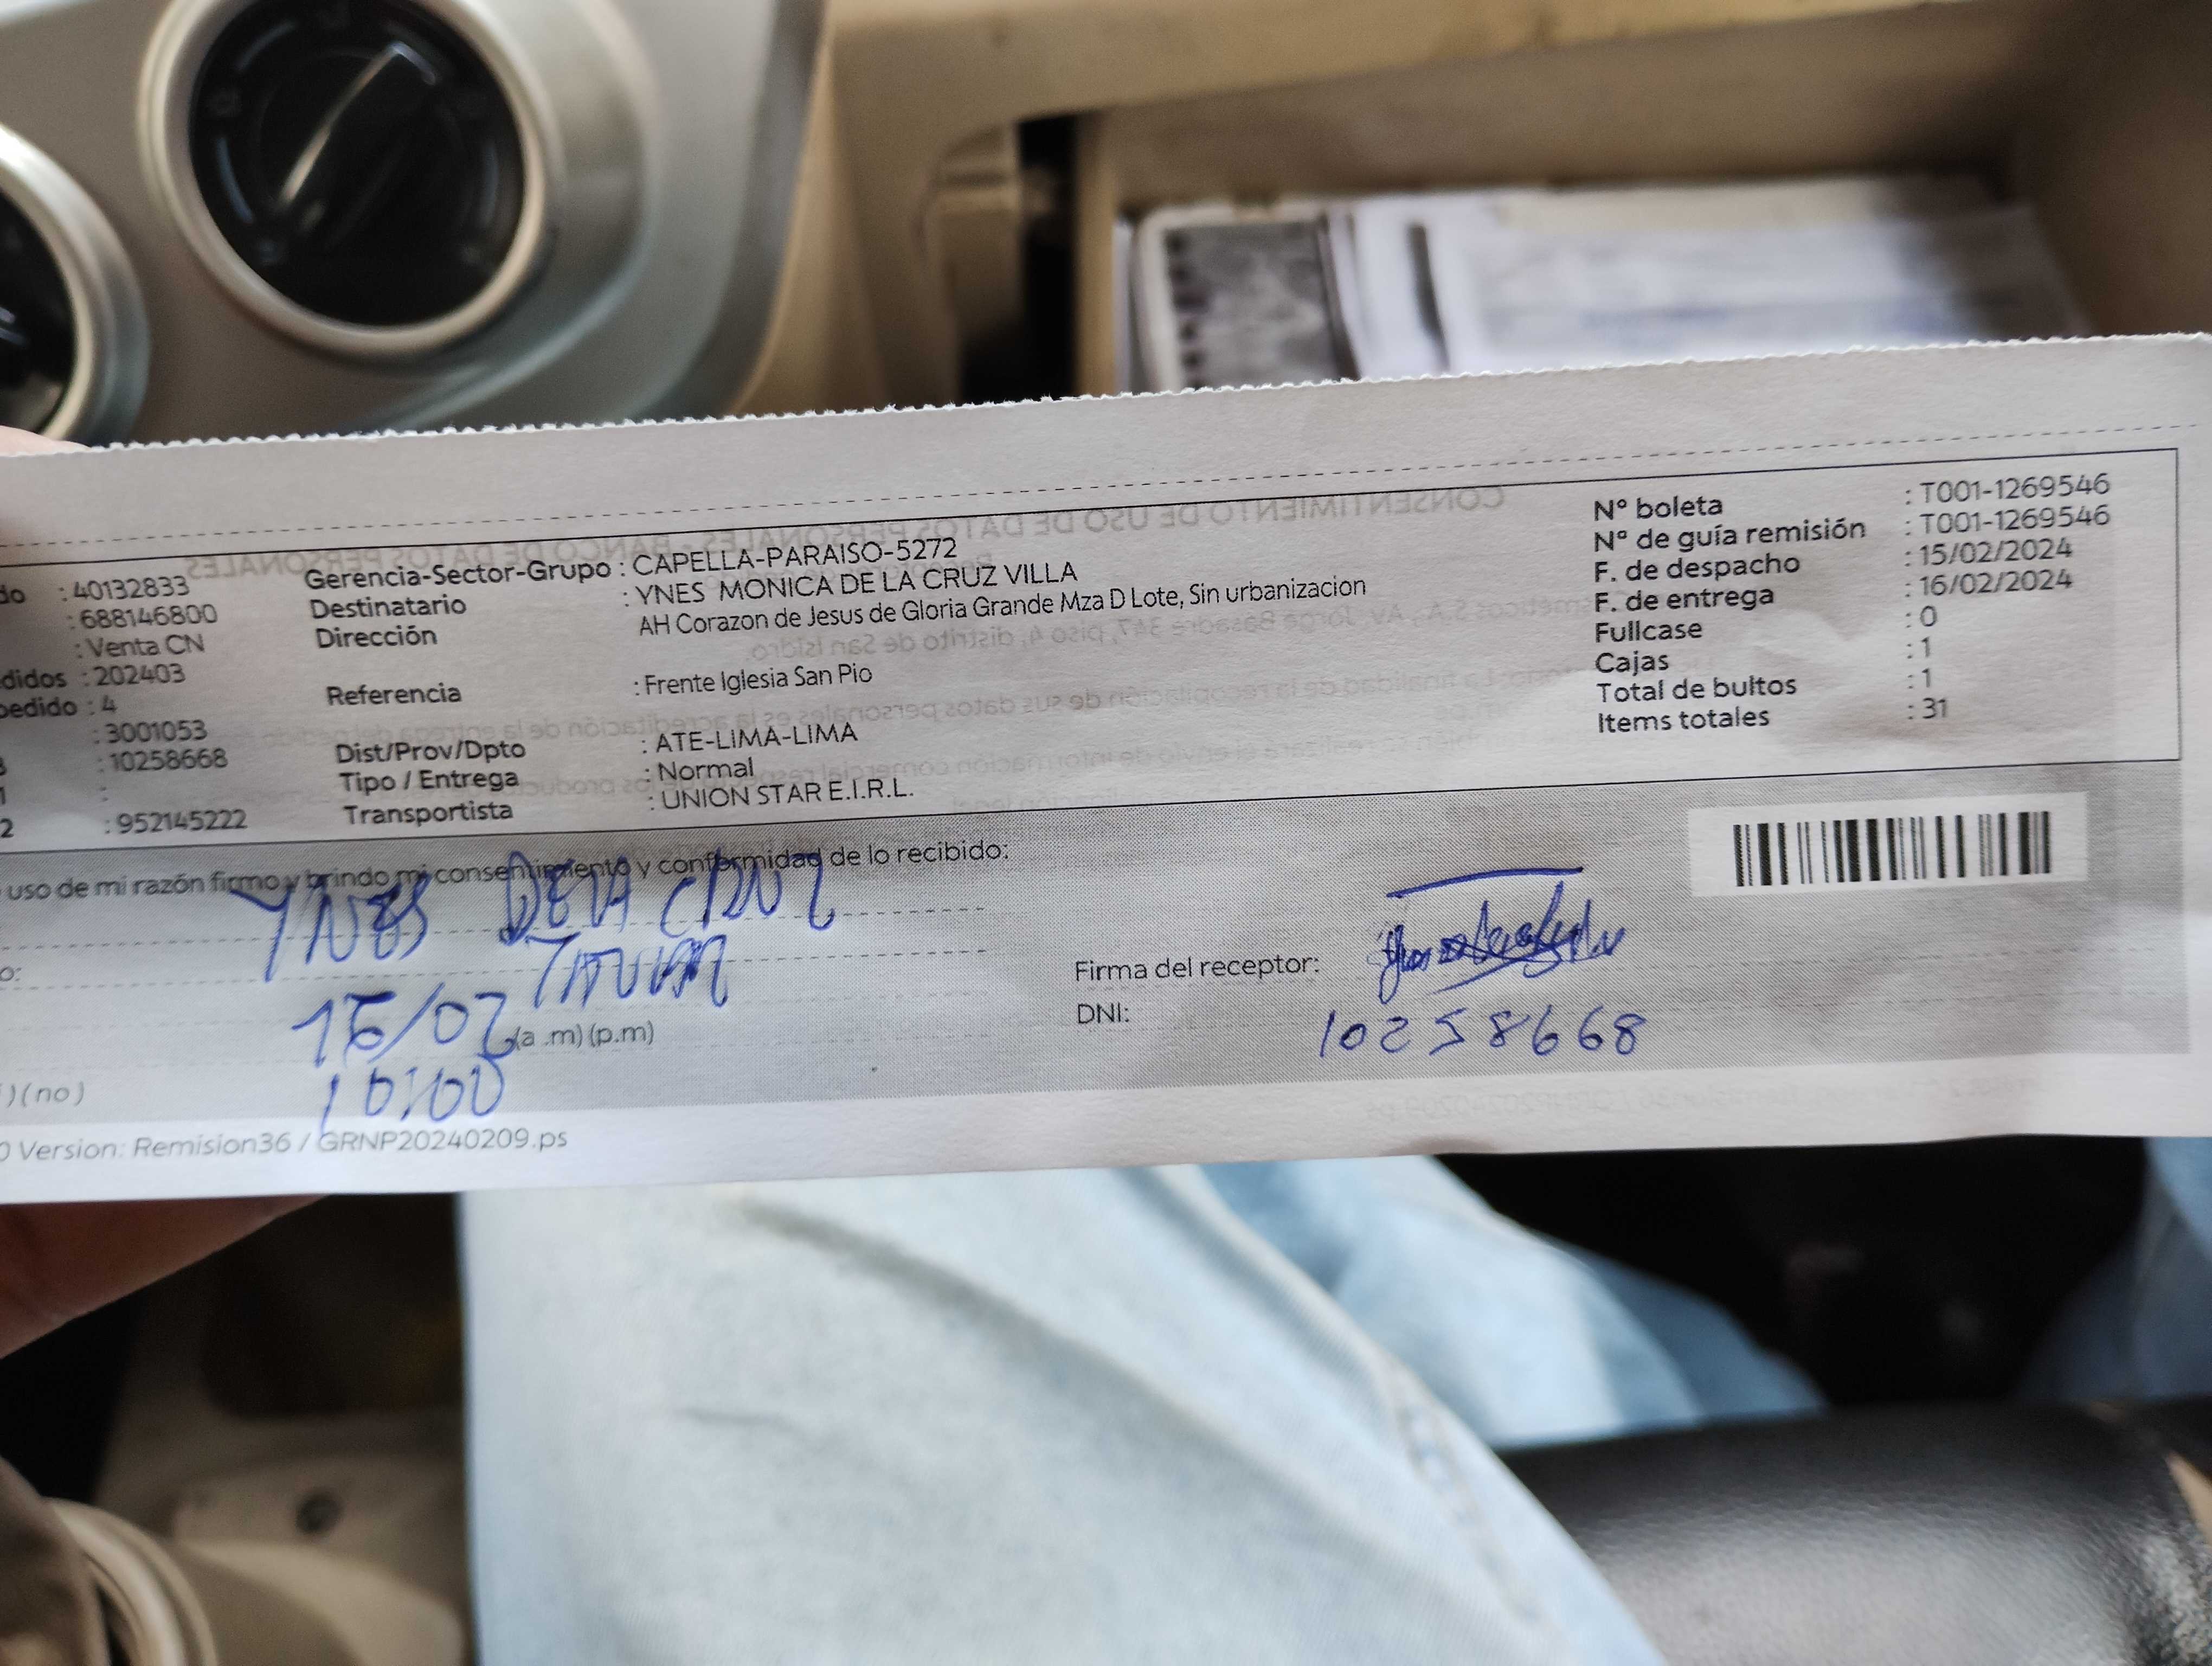 do : 40132833
: 688146800
: Venta CN
didos : 202403
pedido : 4
: 3001053
: 10258668
:
2 : 952145222
Gerencia-Sector-Grupo : CAPELLA-PARAISO-5272
Destinatario : YNES MONICA DE LA CRUZ VILLA
Dirección AH Corazon de Jesus de Gloria Grande Mza D Lote, Sin urbanizacion
Referencia : Frente Iglesia San Pio
Dist/Prov/Dpto : ATE-LIMA-LIMA
Tipo / Entrega : Normal
Transportista : UNION STAR E.I.R.L.
N° boleta : T001-1269546
N° de guía remisión : T001-1269546
F. de despacho : 15/02/2024
F. de entrega : 16/02/2024
Fullcase : 0
Cajas : 1
Total de bultos : 1
Items totales : 31
uso de mi razón firmo y brindo mi consentimiento y conformidad de lo recibido:
YNES DE LA CRUZ
o:
(a .m) (p.m)
10:00
) (no)
Firma del receptor:
DNI: 10258668
0 Version: Remision36 / GRNP20240209.ps